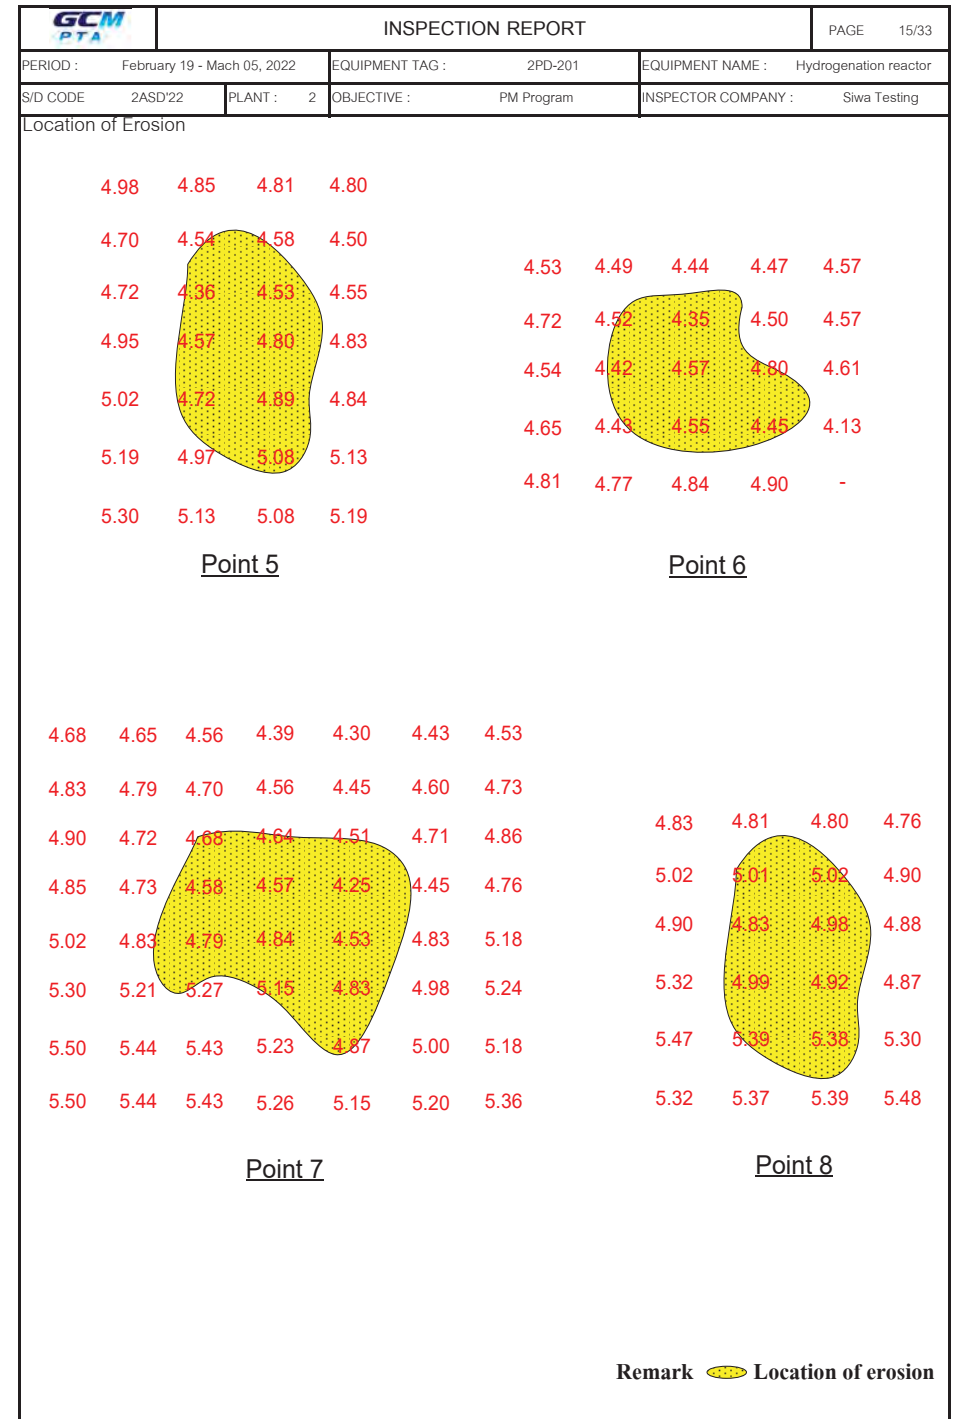 GCM
PTA
INSPECTION REPORT
PAGE 15/33
PERIOD : February 19 - Mach 05, 2022 EQUIPMENT TAG : 2PD-201 EQUIPMENT NAME : Hydrogenation reactor
S/D CODE 2ASD'22 PLANT : 2 OBJECTIVE : PM Program INSPECTOR COMPANY : Siwa Testing
Location of Erosion
4.98 4.85 4.81 4.80
4.70 4.54 4.58 4.50
4.72 4.36 4.53 4.55
4.95 4.57 4.80 4.83
5.02 4.72 4.89 4.84
5.19 4.97 5.08 5.13
5.30 5.13 5.08 5.19
Point 5
4.53 4.49 4.44 4.47 4.57
4.72 4.52 4.35 4.50 4.57
4.54 4.42 4.57 4.80 4.61
4.65 4.43 4.55 4.45 4.13
4.81 4.77 4.84 4.90 -
Point 6
4.68 4.65 4.56 4.39 4.30 4.43 4.53
4.83 4.79 4.70 4.56 4.45 4.60 4.73
4.90 4.72 4.68 4.64 4.51 4.71 4.86
4.85 4.73 4.58 4.57 4.25 4.45 4.76
5.02 4.83 4.79 4.84 4.53 4.83 5.18
5.30 5.21 5.27 5.15 4.83 4.98 5.24
5.50 5.44 5.43 5.23 4.87 5.00 5.18
5.50 5.44 5.43 5.26 5.15 5.20 5.36
Point 7
4.83 4.81 4.80 4.76
5.02 5.01 5.02 4.90
4.90 4.83 4.98 4.88
5.32 4.99 4.92 4.87
5.47 5.39 5.38 5.30
5.32 5.37 5.39 5.48
Point 8
Remark Location of erosion